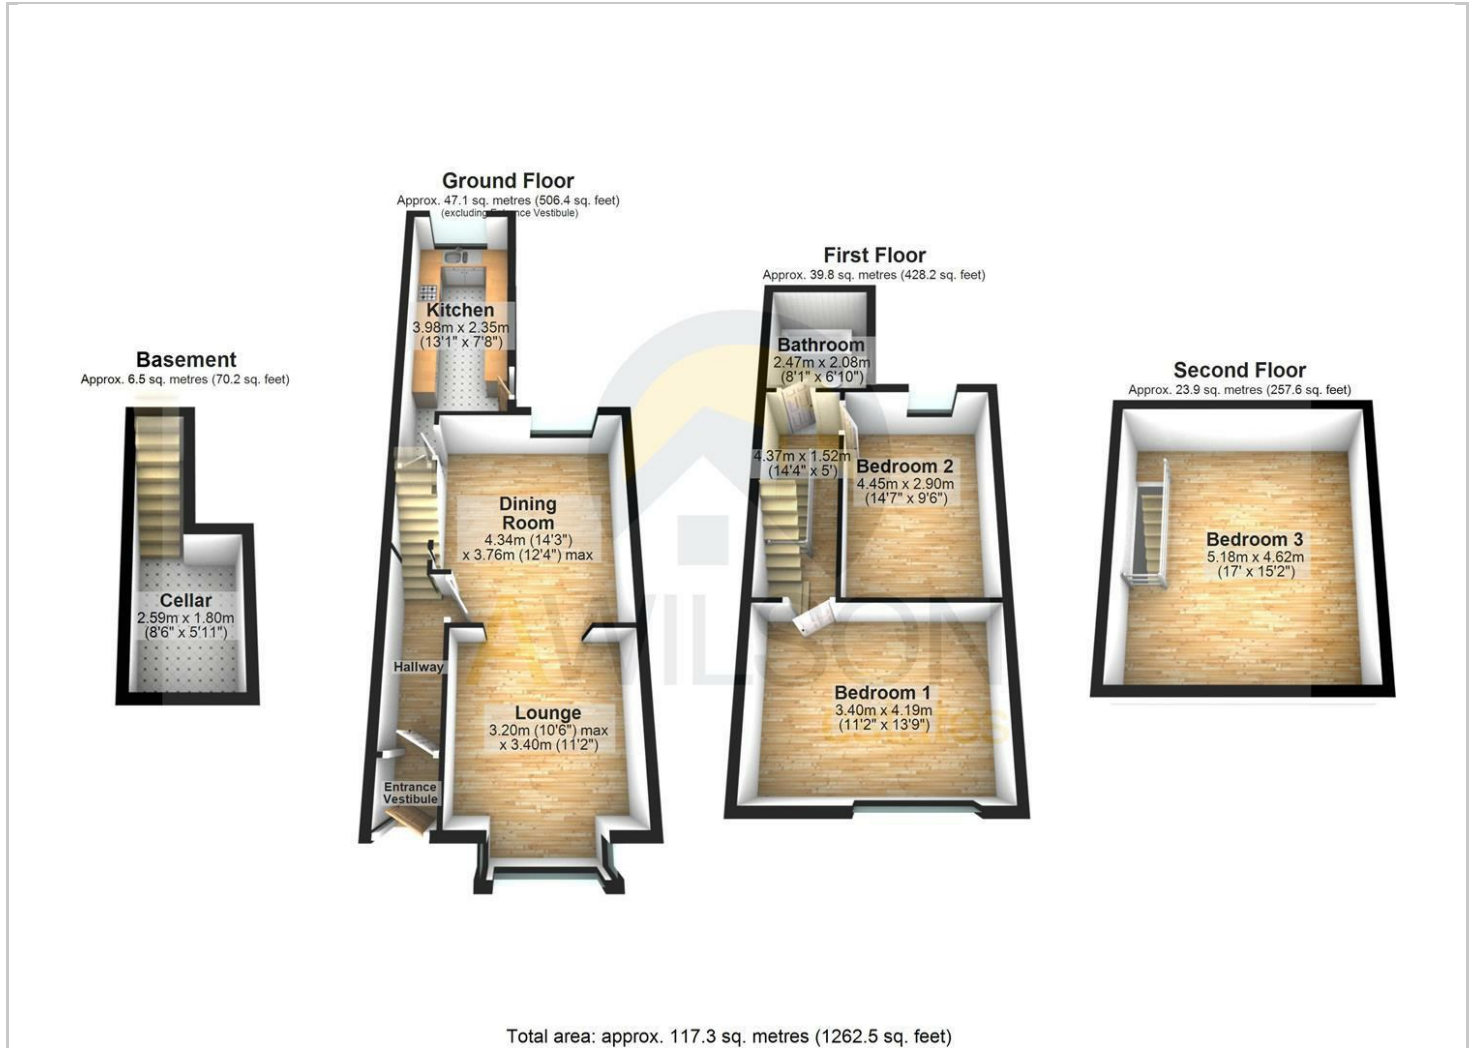 Ground Floor
Approx. 47.1 sq. metres (506.4 sq. feet)
(excluding Entrance Vestibule)
Kitchen
3.98m x 2.35m
(13'1" x 7'8")
Dining
Room
4.34m (14'3")
x 3.76m (12'4") max
Hallway
Lounge
3.20m (10'6") max
x 3.40m (11'2")
Entrance
Vestibule
Basement
Approx. 6.5 sq. metres (70.2 sq. feet)
Cellar
2.59m x 1.80m
(8'6" x 5'11")
First Floor
Approx. 39.8 sq. metres (428.2 sq. feet)
Bathroom
2.47m x 2.08m
(8'1" x 6'10")
4.37m x 1.52m
(14'4" x 5')
Bedroom 2
4.45m x 2.90m
(14'7" x 9'6")
Bedroom 1
3.40m x 4.19m
(11'2" x 13'9")
Second Floor
Approx. 23.9 sq. metres (257.6 sq. feet)
Bedroom 3
5.18m x 4.62m
(17' x 15'2")
AWILSON
Total area: approx. 117.3 sq. metres (1262.5 sq. feet)